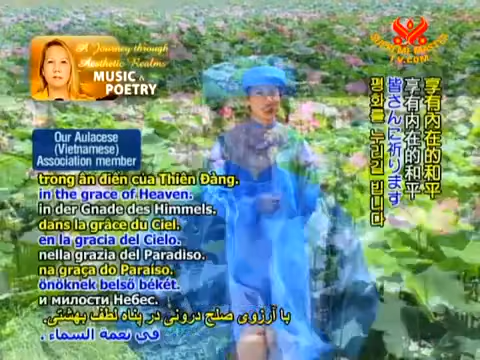 A Journey through
Aesthetic Realms
MUSIC &
POETRY
SUPREME MASTER
TV.COM
Our Aulacese
(Vietnamese)
Association member
trong ân điển của Thiên Đàng.
in the grace of Heaven.
in der Gnade des Himmels.
dans la grâce du Ciel.
en la gracia del Cielo.
nella grazia del Paradiso.
na graça do Paraíso.
önöknek belső békét.
и милости Небес.
با آرزوی صلح درونی در پناه لطف بهشتی.
في نعمة السماء .
享有內在的和平
享有内在的和平
皆さんに祈ります
평화를 누리길 빕니다